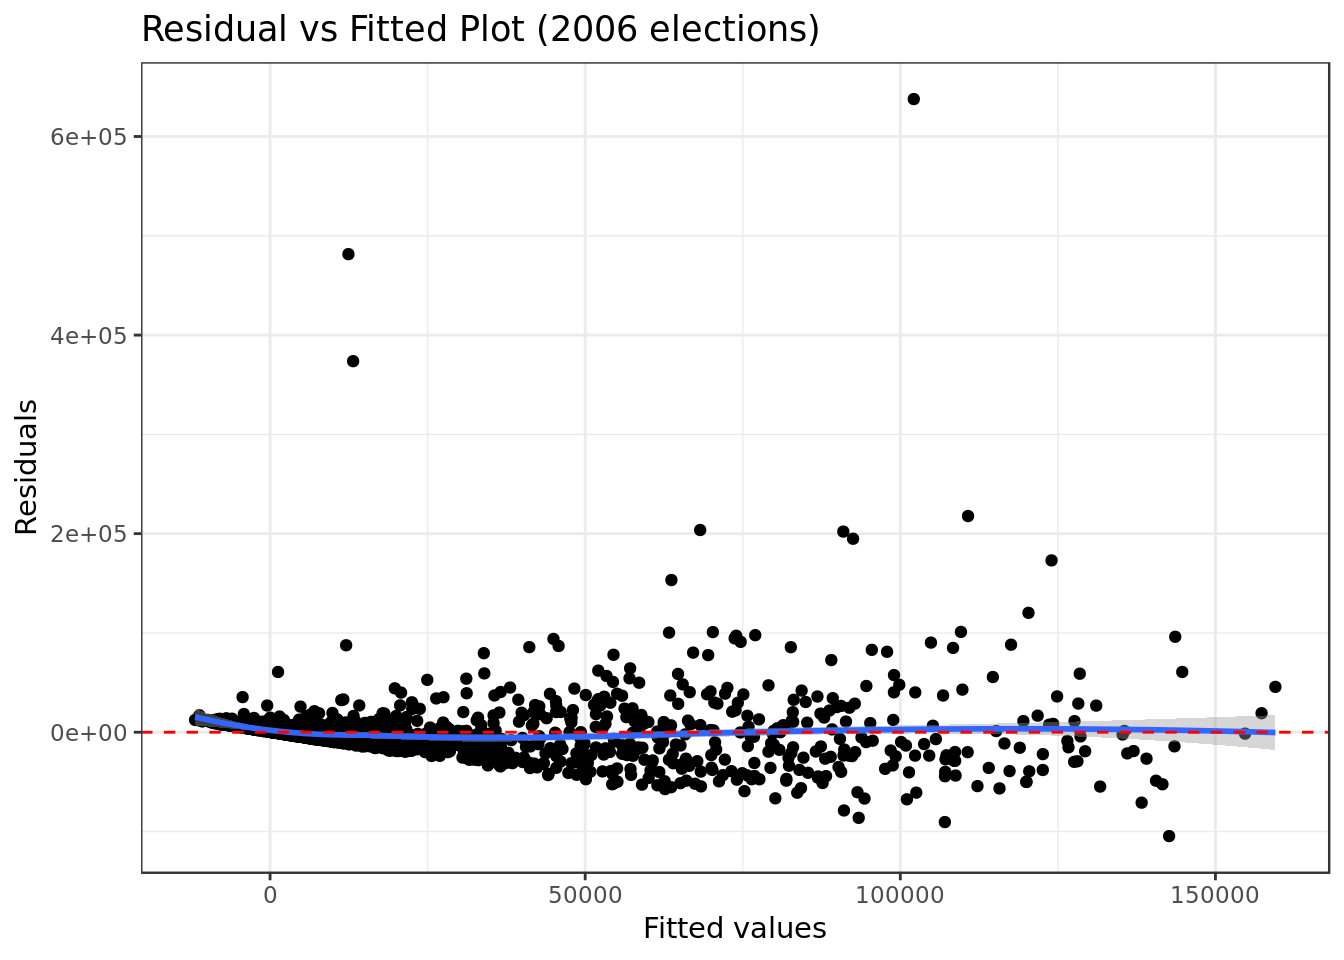 Residual vs Fitted Plot (2006 elections)
6e+05
4e+05
2e+05
0e+00
Residuals
0
50000
100000
150000
Fitted values